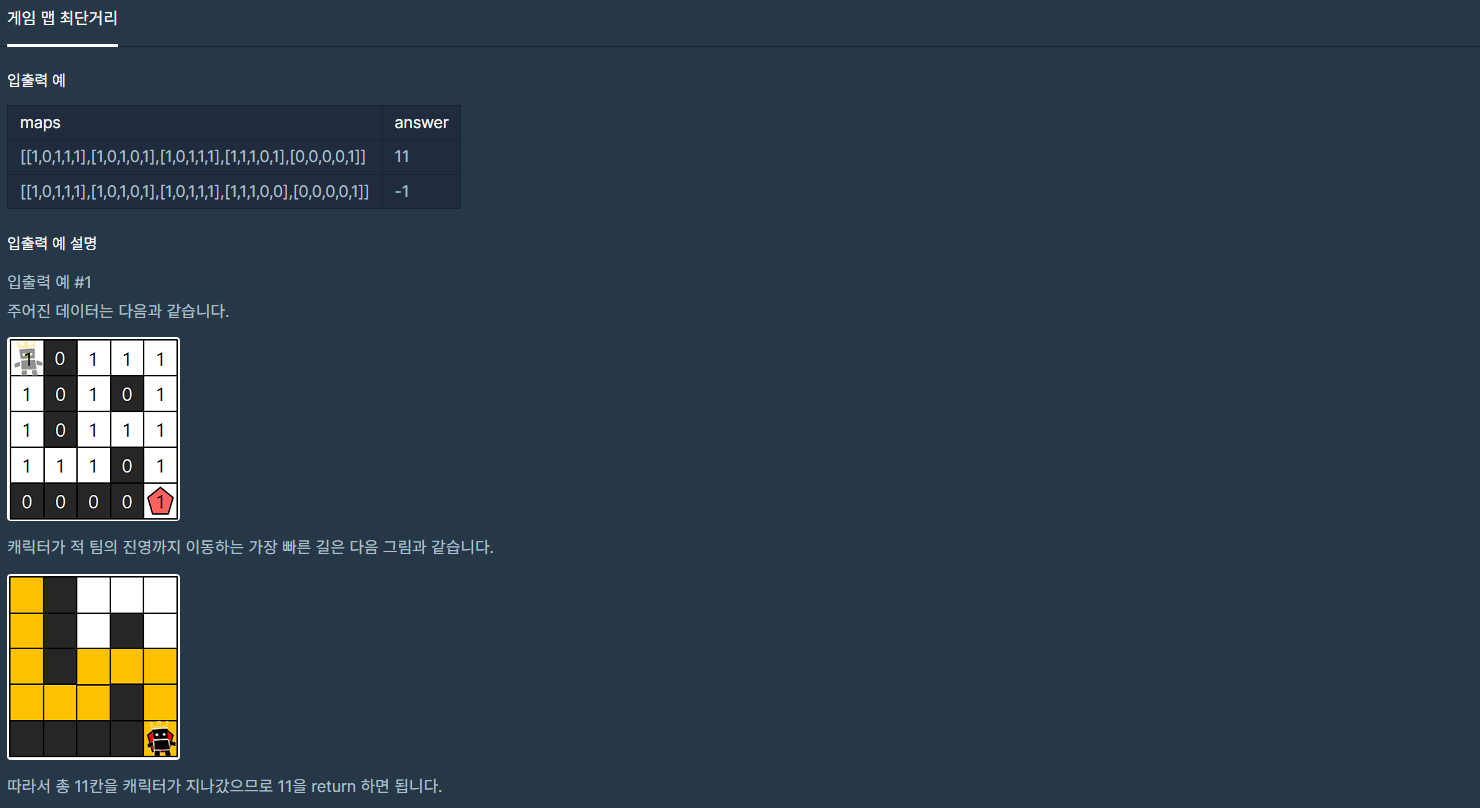 게임 맵 최단거리
입출력 예
maps answer
[[1,0,1,1,1],[1,0,1,0,1],[1,0,1,1,1],[1,1,1,0,1],[0,0,0,0,1]] 11
[[1,0,1,1,1],[1,0,1,0,1],[1,0,1,1,1],[1,1,1,0,0],[0,0,0,0,1]] -1
입출력 예 설명
입출력 예 #1
주어진 데이터는 다음과 같습니다.
1 0 1 1 1
1 0 1 0 1
1 0 1 1 1
1 1 1 0 1
0 0 0 0 1
캐릭터가 적 팀의 진영까지 이동하는 가장 빠른 길은 다음 그림과 같습니다.
따라서 총 11칸을 캐릭터가 지나갔으므로 11을 return 하면 됩니다.